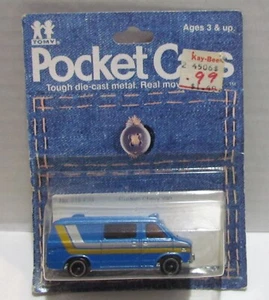 TOMY
Ages 3 & up
Pocket Cars
Kay-Bee
Tough die-cast metal. Real mov
.99